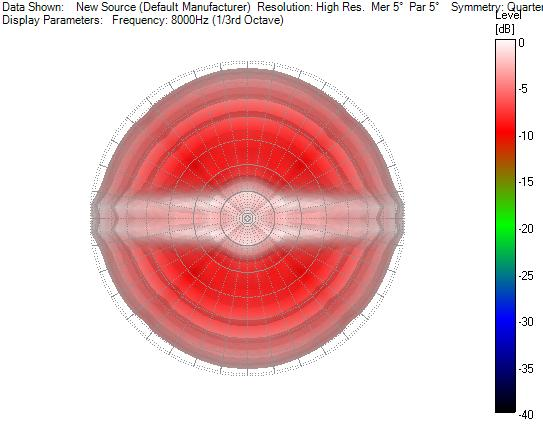 Data Shown: New Source (Default Manufacturer) Resolution: High Res. Mer 5° Par 5° Symmetry: Quarter
Display Parameters: Frequency: 8000Hz (1/3rd Octave)
Level
[dB]
0
-5
-10
-15
-20
-25
-30
-35
-40